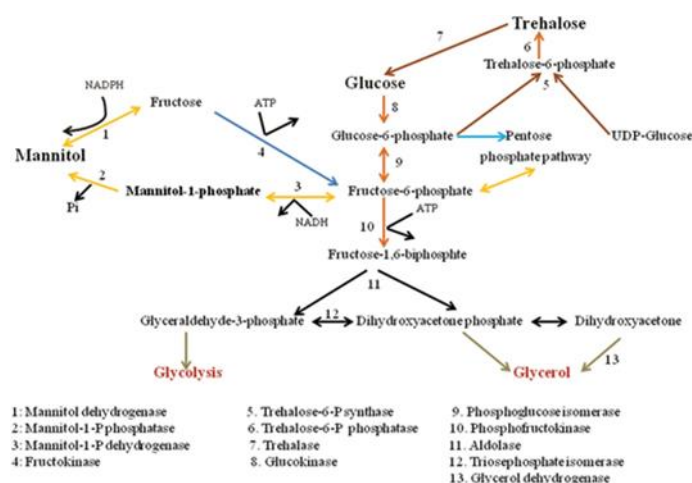 Trehalose
7
6
Trehalose-6-phosphate
Glucose
5
NADPH
Fructose
ATP
8
1
Glucose-6-phosphate
Pentose
UDP-Glucose
4
Mannitol
9
phosphate pathway
2
Mannitol-1-phosphate
3
Fructose-6-phosphate
Pi
NADH
10
ATP
Fructose-1,6-biphosphte
11
Glyceraldehyde-3-phosphate
12
Dihydroxyacetone phosphate
Dihydroxyacetone
13
Glycolysis
Glycerol
1: Mannitol dehydrogenase
2: Mannitol-1-P phosphatase
3: Mannitol-1-P dehydrogenase
4: Fructokinase
5. Trehalose-6-P synthase
6. Trehalose-6-P phosphatase
7. Trehalase
8. Glucokinase
9. Phosphoglucose isomerase
10. Phosphofructokinase
11. Aldolase
12. Triosephosphate isomerase
13. Glycerol dehydrogenase